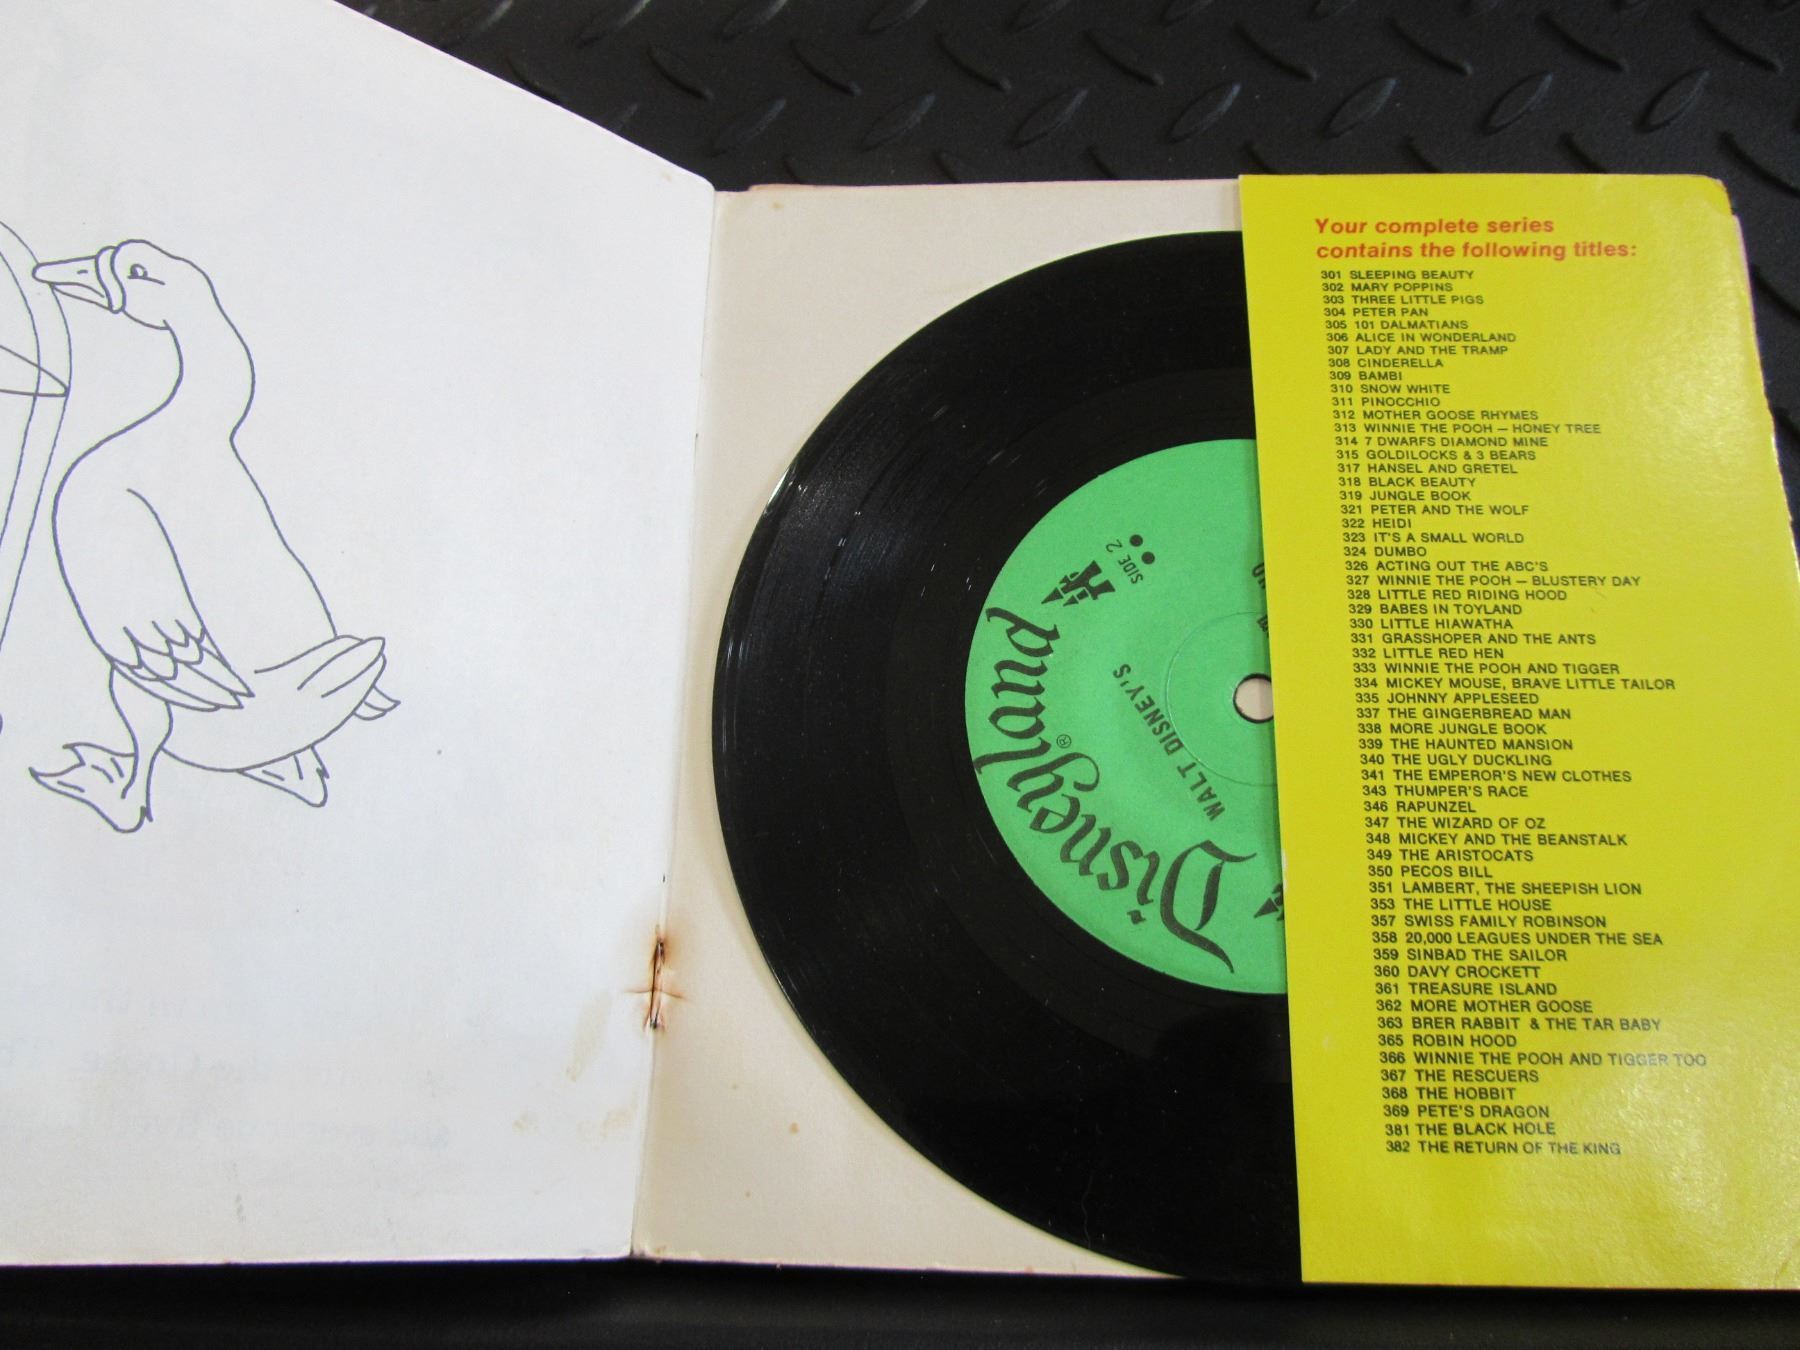 Your complete series
contains the following titles:
301 SLEEPING BEAUTY
302 MARY POPPINS
303 THREE LITTLE PIGS
304 PETER PAN
305 101 DALMATIANS
306 ALICE IN WONDERLAND
307 LADY AND THE TRAMP
308 CINDERELLA
309 BAMBI
310 SNOW WHITE
311 PINOCCHIO
312 MOTHER GOOSE RHYMES
313 WINNIE THE POOH – HONEY TREE
314 7 DWARFS DIAMOND MINE
315 GOLDILOCKS & 3 BEARS
317 HANSEL AND GRETEL
318 BLACK BEAUTY
319 JUNGLE BOOK
321 PETER AND THE WOLF
322 HEIDI
323 IT'S A SMALL WORLD
324 DUMBO
326 ACTING OUT THE ABC'S
327 WINNIE THE POOH – BLUSTERY DAY
328 LITTLE RED RIDING HOOD
329 BABES IN TOYLAND
330 LITTLE HIAWATHA
331 GRASSHOPER AND THE ANTS
332 LITTLE RED HEN
333 WINNIE THE POOH AND TIGGER
334 MICKEY MOUSE, BRAVE LITTLE TAILOR
335 JOHNNY APPLESEED
337 THE GINGERBREAD MAN
338 MORE JUNGLE BOOK
339 THE HAUNTED MANSION
340 THE UGLY DUCKLING
341 THE EMPEROR'S NEW CLOTHES
343 THUMPER'S RACE
346 RAPUNZEL
347 THE WIZARD OF OZ
348 MICKEY AND THE BEANSTALK
349 THE ARISTOCATS
350 PECOS BILL
351 LAMBERT, THE SHEEPISH LION
353 THE LITTLE HOUSE
357 SWISS FAMILY ROBINSON
358 20,000 LEAGUES UNDER THE SEA
359 SINBAD THE SAILOR
360 DAVY CROCKETT
361 TREASURE ISLAND
362 MORE MOTHER GOOSE
363 BRER RABBIT & THE TAR BABY
365 ROBIN HOOD
366 WINNIE THE POOH AND TIGGER TOO
367 THE RESCUERS
368 THE HOBBIT
369 PETE'S DRAGON
381 THE BLACK HOLE
382 THE RETURN OF THE KING
Disneyland®
SIDE 2
WALT DISNEY'S